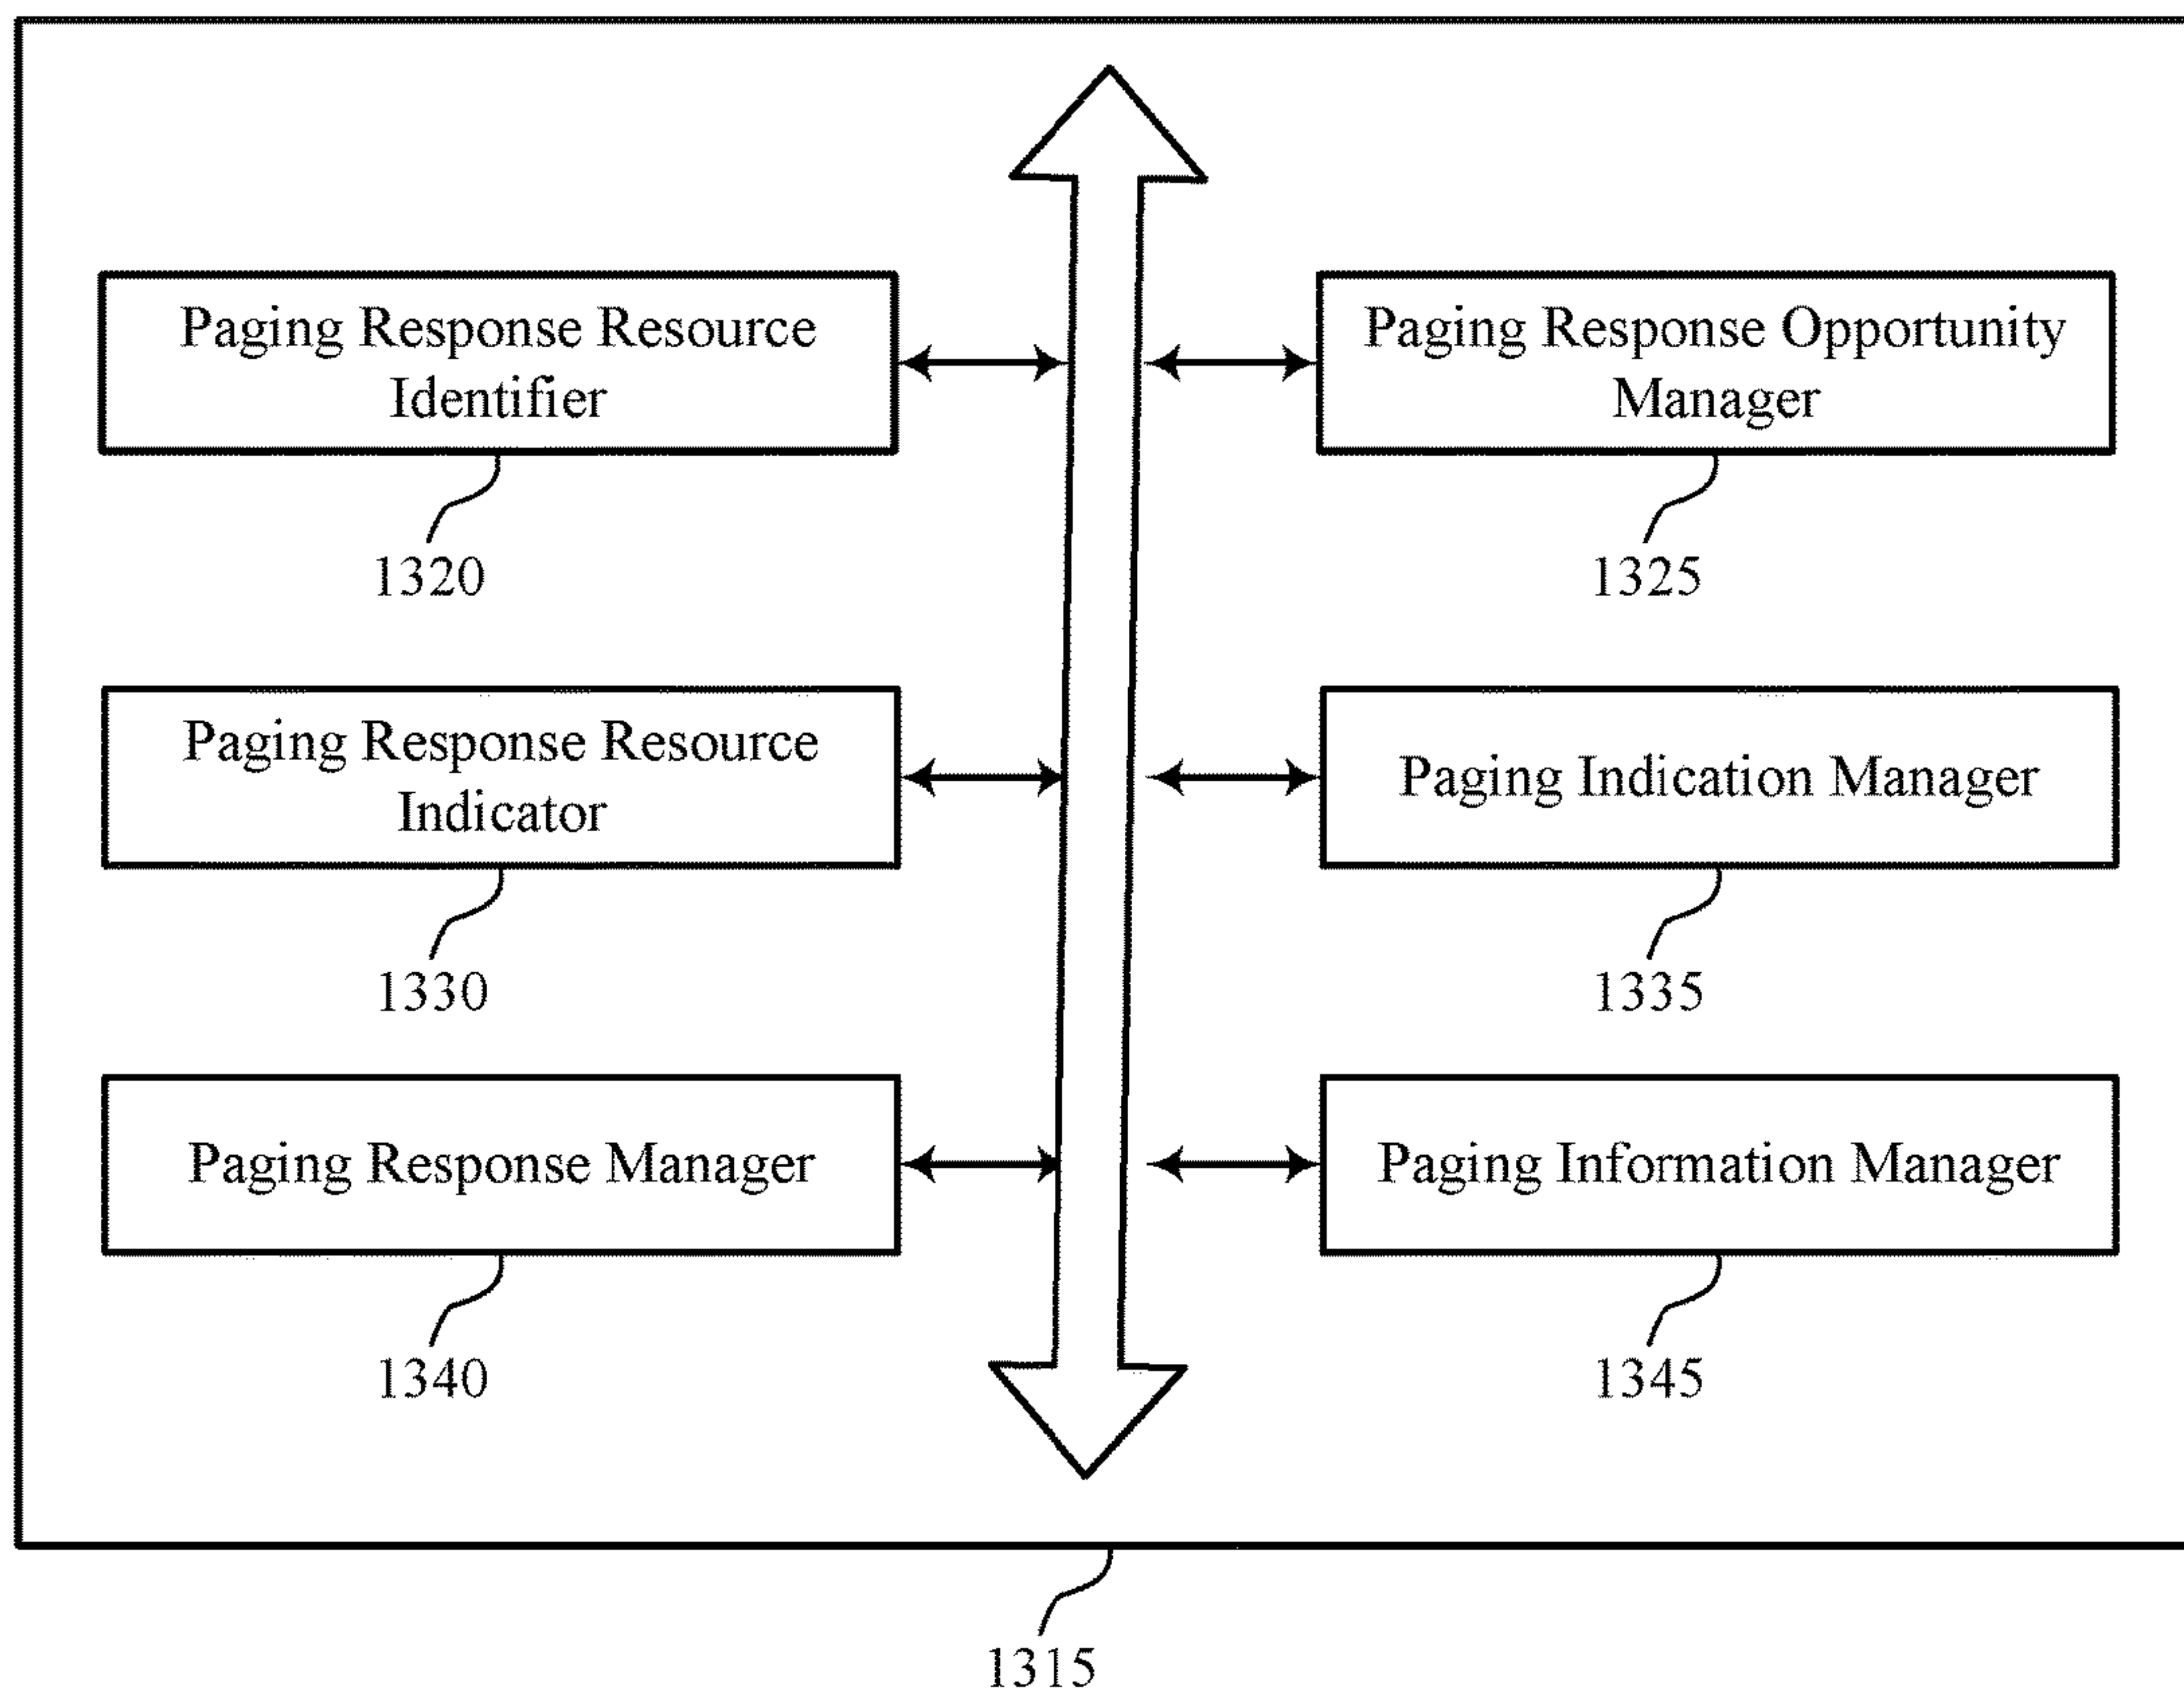 Paging Response Resource
Identifier
1320
Paging Response Opportunity
Manager
1325
Paging Response Resource
Indicator
1330
Paging Indication Manager
1335
Paging Response Manager
1340
Paging Information Manager
1345
1315